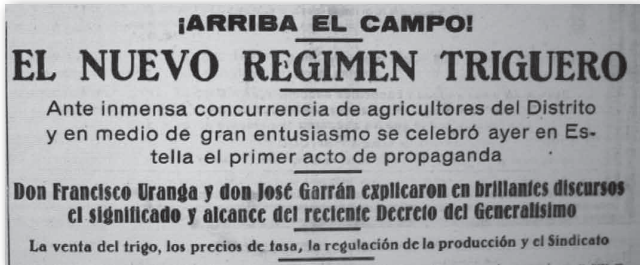 ¡ARRIBA EL CAMPO!
EL NUEVO REGIMEN TRIGUERO
Ante inmensa concurrencia de agricultores del Distrito
y en medio de gran entusiasmo se celebró ayer en Es-
tella el primer acto de propaganda
Don Francisco Uranga y don José Garrán explicaron en brillantes discursos
el significado y alcance del reciente Decreto del Generalísimo
La venta del trigo, los precios de tasa, la regulación de la producción y el Sindicato